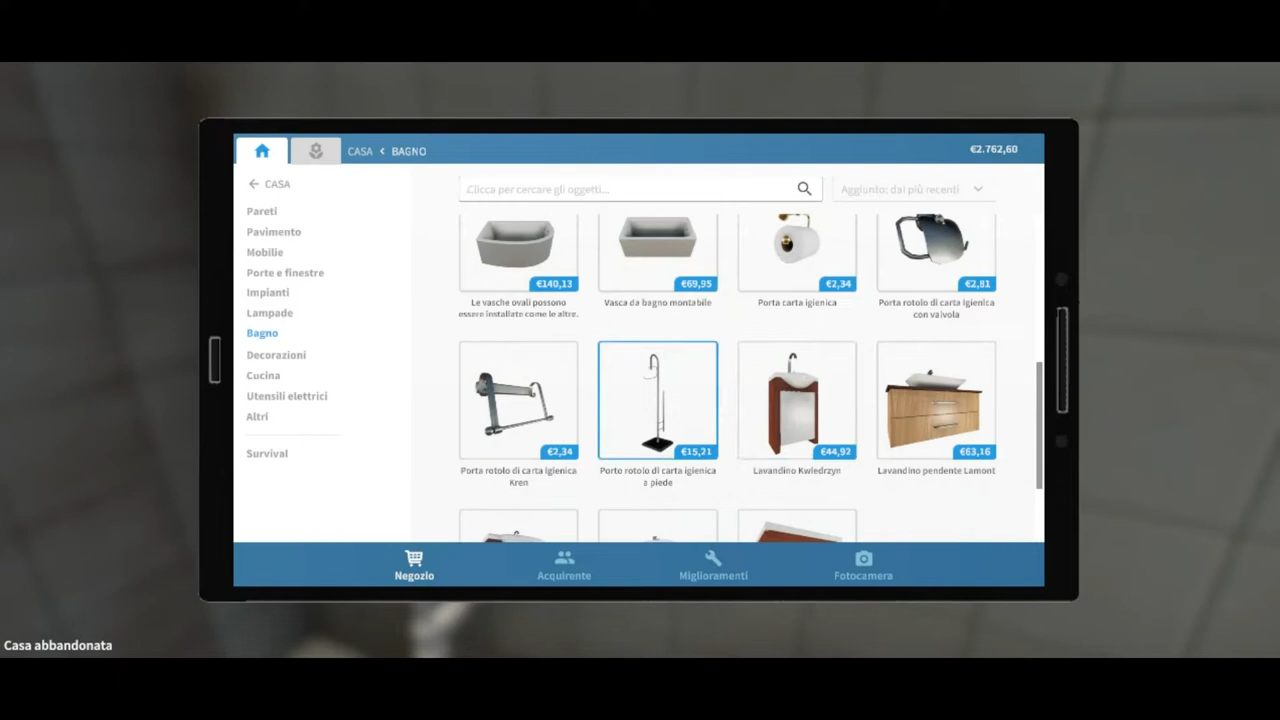 CASA < BAGNO
€2.762,60
← CASA
Pareti
Pavimento
Mobilie
Porte e finestre
Impianti
Lampade
Bagno
Decorazioni
Cucina
Utensili elettrici
Altri
Survival
Clicca per cercare gli oggetti...
Aggiunto: dai più recenti
€140,13
€69,95
€2,34
€2,81
Le vasche ovali possono
essere installate come le altre.
Vasca da bagno montabile
Porta carta igienica
Porta rotolo di carta igienica
con valvola
€2,34
€15,21
€44,92
€63,16
Porta rotolo di carta igienica
Kren
Porto rotolo di carta igienica
a piede
Lavandino Kwledrzyn
Lavandino pendente Lamont
Negozio
Acquirente
Miglioramenti
Fotocamera
Casa abbandonata